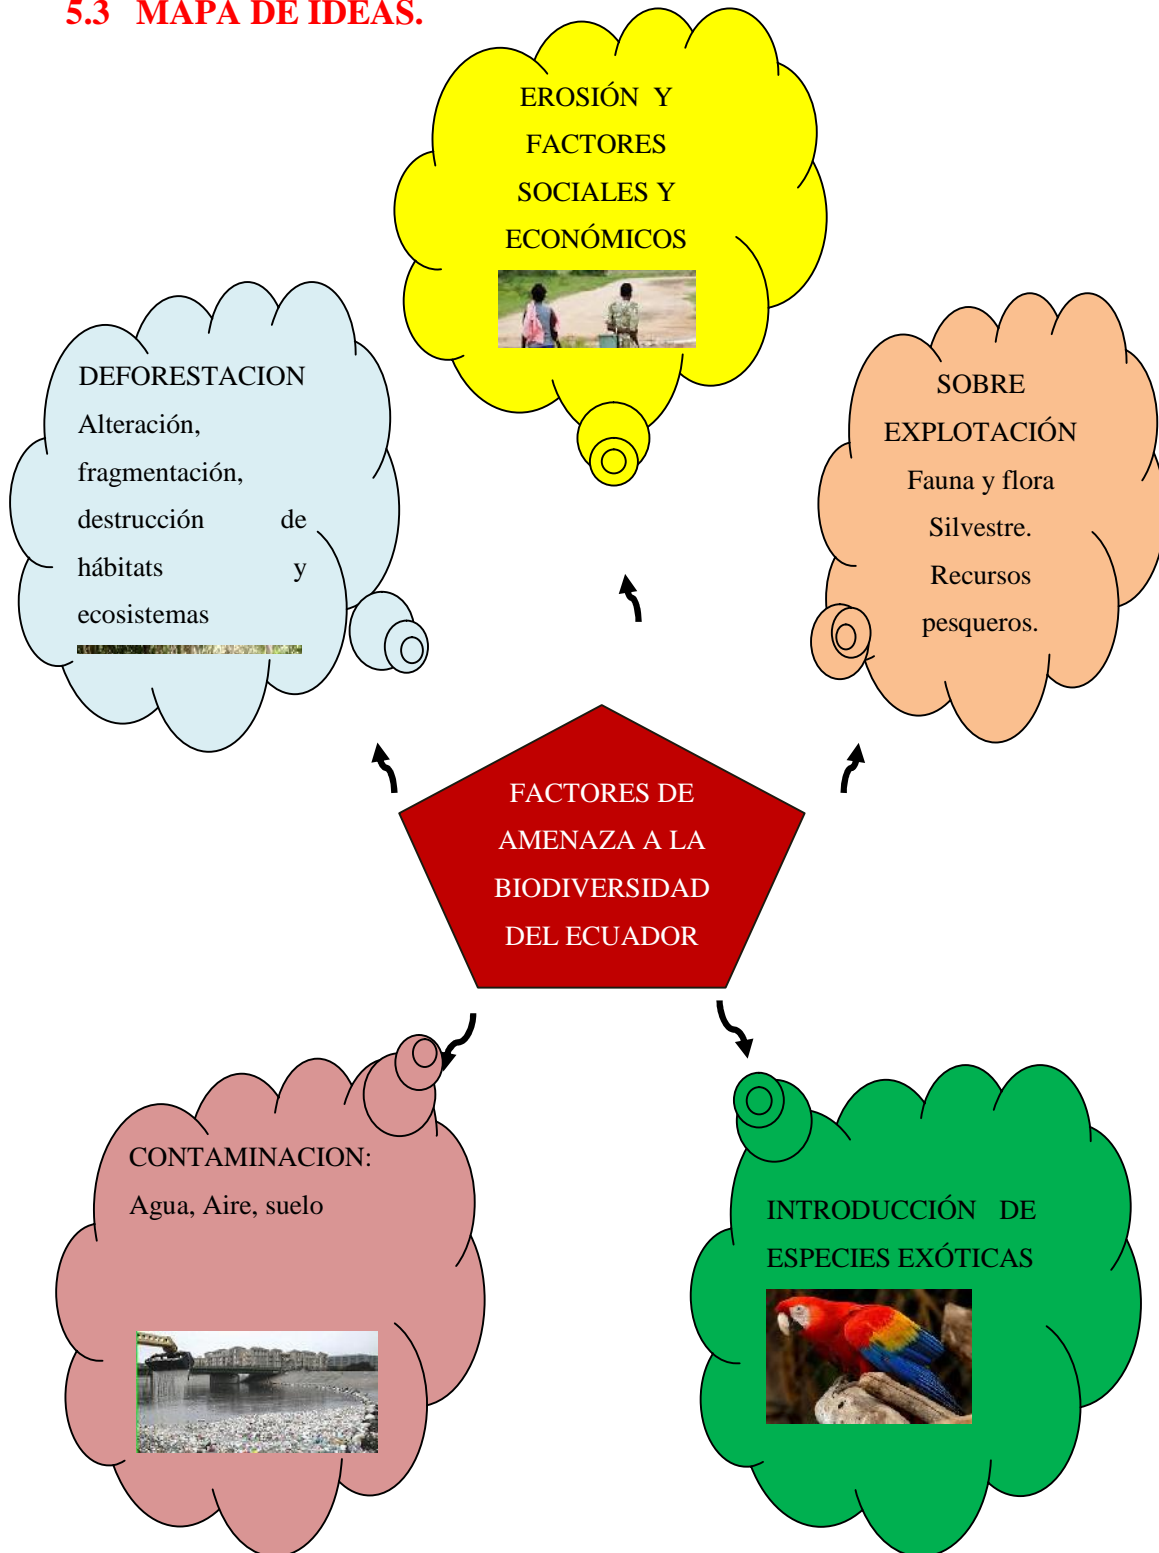 5.3 MAPA DE IDEAS.
EROSIÓN Y
FACTORES
SOCIALES Y
ECONÓMICOS
DEFORESTACION
Alteración,
fragmentación,
destrucción de
hábitats y
ecosistemas
SOBRE
EXPLOTACIÓN
Fauna y flora
Silvestre.
Recursos
pesqueros.
FACTORES DE
AMENAZA A LA
BIODIVERSIDAD
DEL ECUADOR
CONTAMINACION:
Agua, Aire, suelo
INTRODUCCIÓN DE
ESPECIES EXÓTICAS